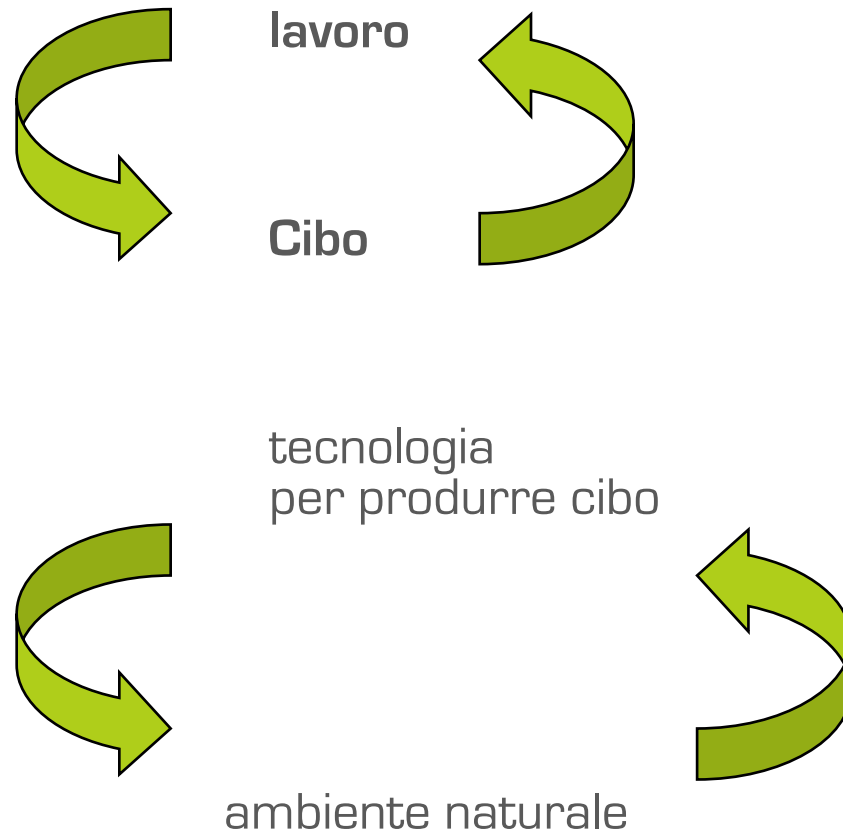 lavoro
Cibo
tecnologia
per produrre cibo
ambiente naturale